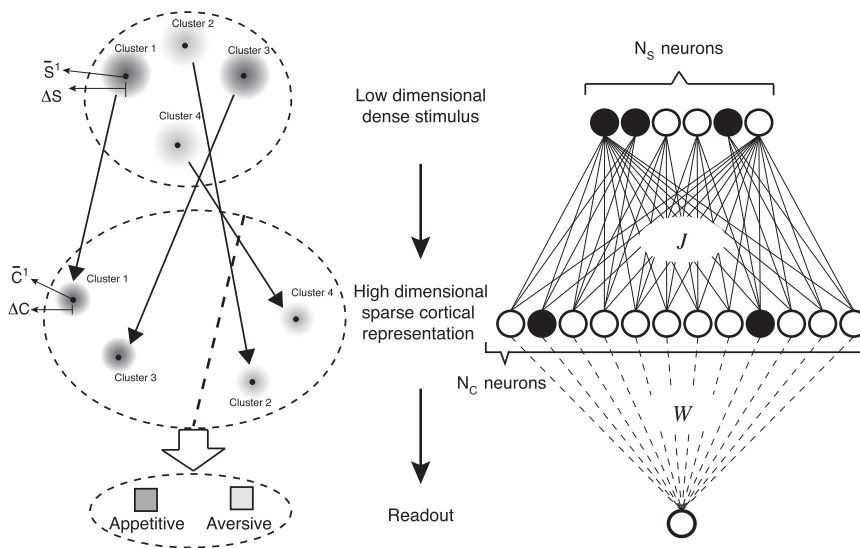 Cluster 2
Cluster 1
Cluster 3
S̄¹
ΔS
Cluster 4
Cluster 1
C̄¹
ΔC
Cluster 4
Cluster 3
Cluster 2
Appetitive
Aversive
Low dimensional
dense stimulus
High dimensional
sparse cortical
representation
Readout
N_S neurons
J
N_C neurons
W